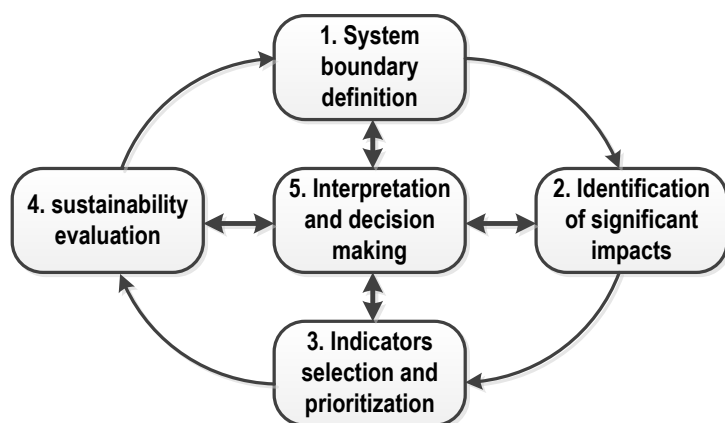 1. System
boundary
definition
4. sustainability
evaluation
5. Interpretation
and decision
making
2. Identification
of significant
impacts
3. Indicators
selection and
prioritization